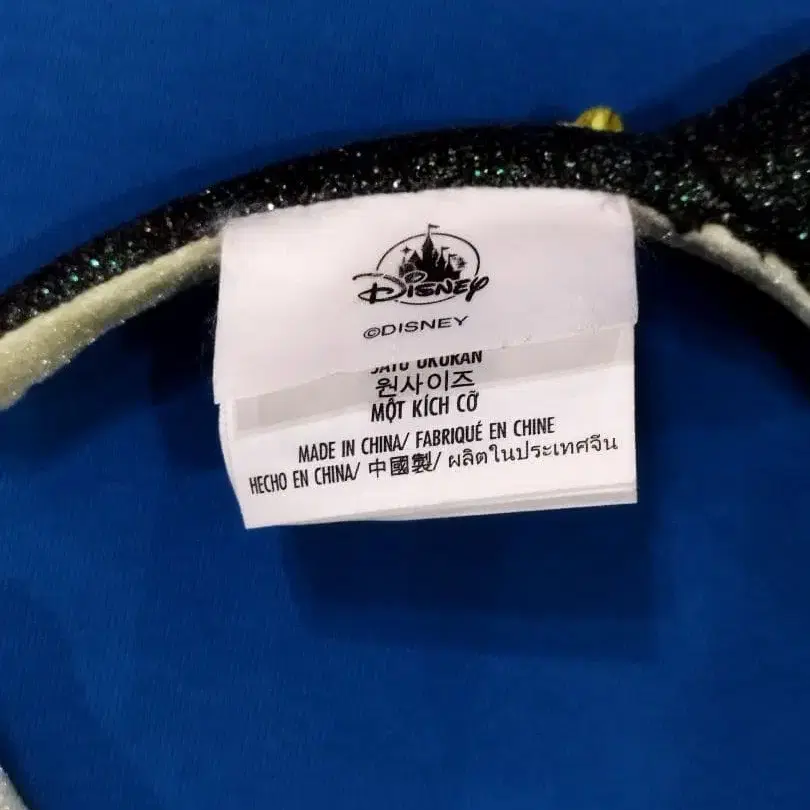 Disney
©DISNEY
SATU UKURAN
원사이즈
MỘT KÍCH CỠ
MADE IN CHINA/ FABRIQUÉ EN CHINE
HECHO EN CHINA/ 中國製/ ผลิตในประเทศจีน